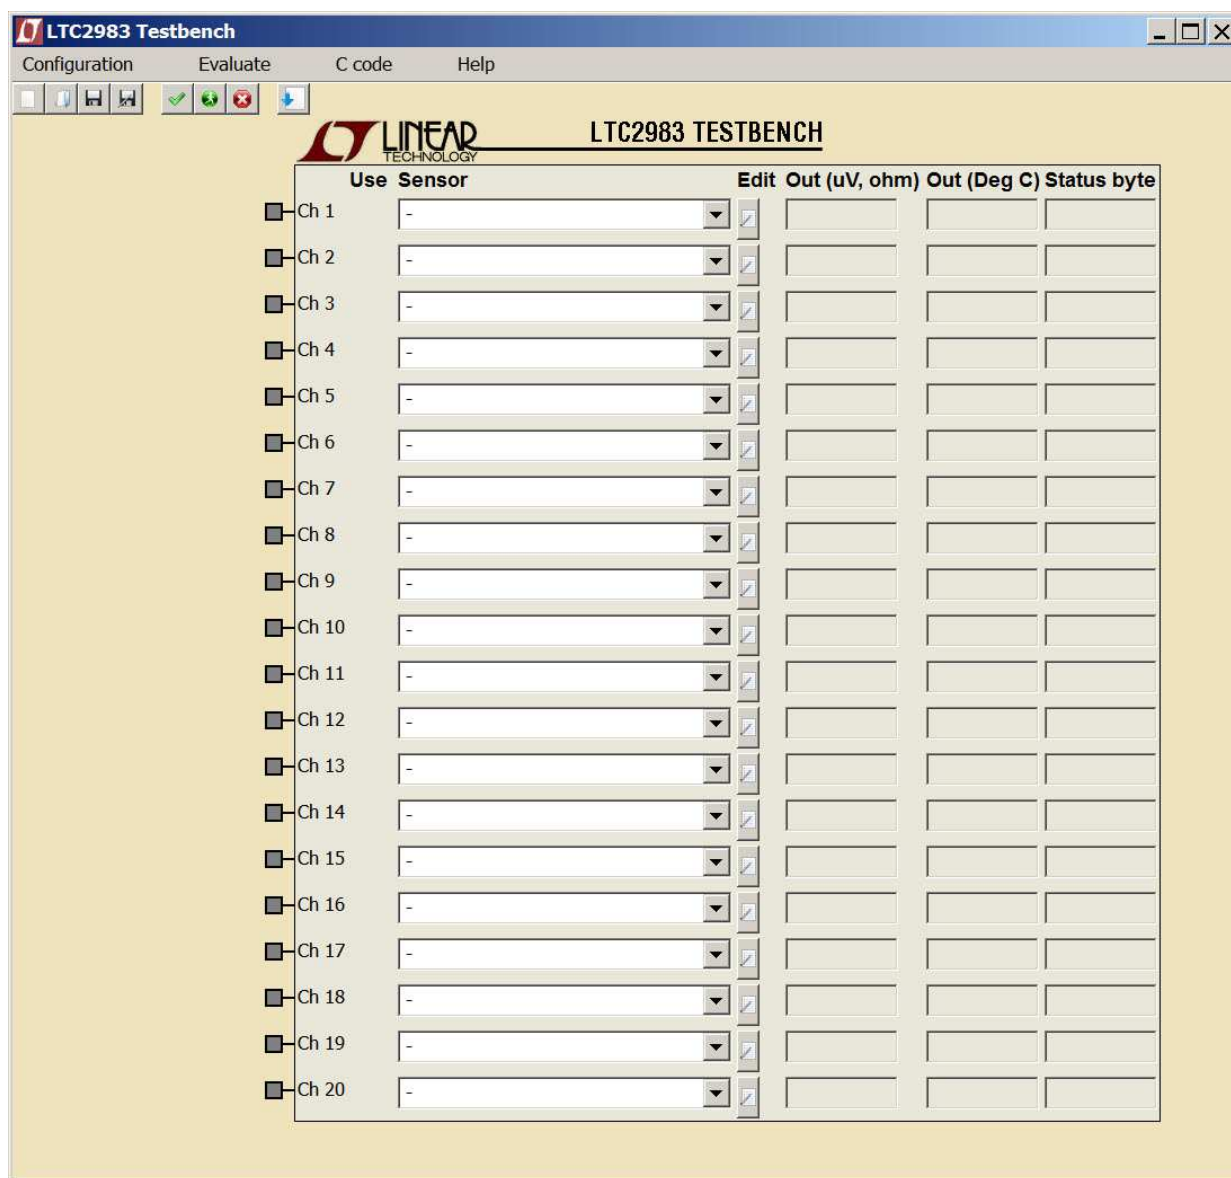 LTC2983 Testbench
Configuration Evaluate C code Help
LINEAR
TECHNOLOGY
LTC2983 TESTBENCH
Use Sensor Edit Out (uV, ohm) Out (Deg C) Status byte
Ch 1 -
Ch 2 -
Ch 3 -
Ch 4 -
Ch 5 -
Ch 6 -
Ch 7 -
Ch 8 -
Ch 9 -
Ch 10 -
Ch 11 -
Ch 12 -
Ch 13 -
Ch 14 -
Ch 15 -
Ch 16 -
Ch 17 -
Ch 18 -
Ch 19 -
Ch 20 -